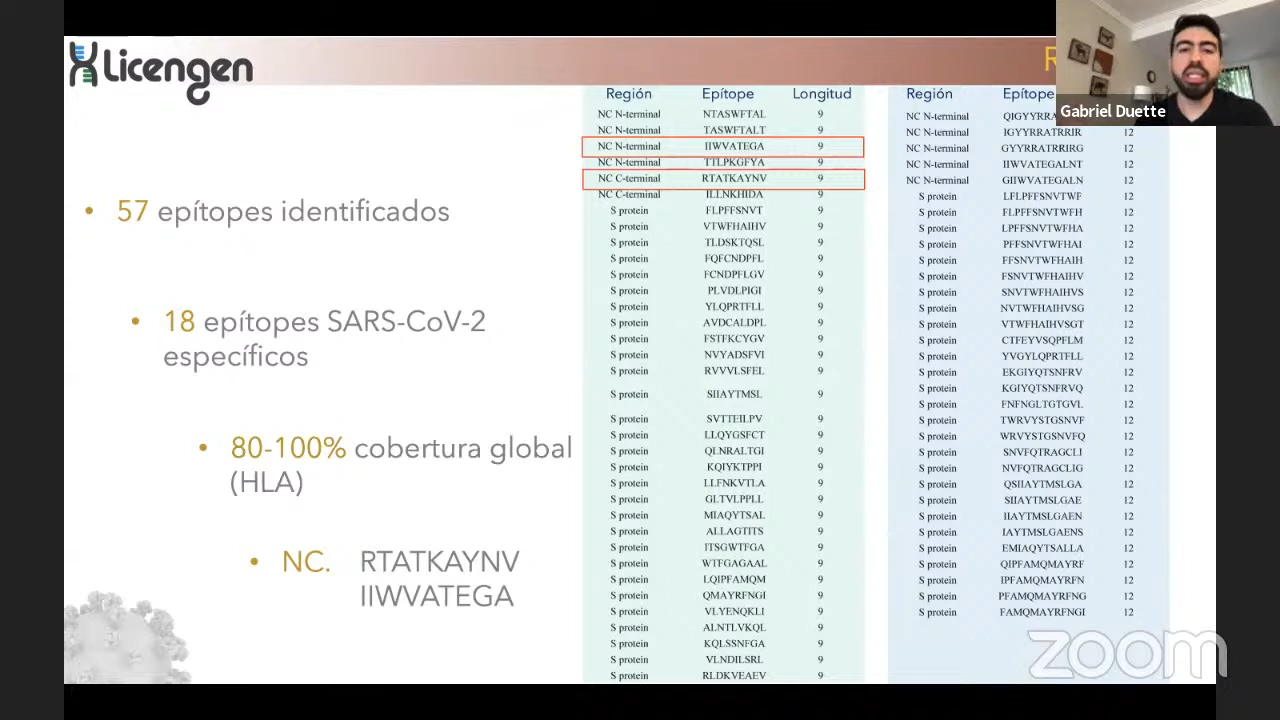 Licengen
R
Gabriel Duette
• 57 epítopes identificados
• 18 epítopes SARS-CoV-2
específicos
• 80-100% cobertura global
(HLA)
• NC. RTATKAYNV
IIWVATEGA
Región Epítope Longitud
NC N-terminal NTASWFTAL 9
NC N-terminal TASWFTALT 9
NC N-terminal IIWVATEGA 9
NC N-terminal TTLPKGFYA 9
NC C-terminal RTATKAYNV 9
NC C-terminal ILLNKHIDA 9
S protein FLPFFSNVT 9
S protein VTWFHAIHV 9
S protein TLDSKTQSL 9
S protein FQFCNDPFL 9
S protein FCNDPFLGV 9
S protein PLVDLPIGI 9
S protein YLQPRTFLL 9
S protein AVDCALDPL 9
S protein FSTFKCYGV 9
S protein NVYADSFVI 9
S protein RVVVLSFEL 9
S protein SIIAYTMSL 9
S protein SVTTEILPV 9
S protein LLQYGSFCT 9
S protein QLNRALTGI 9
S protein KQIYKTPPI 9
S protein LLFNKVTLA 9
S protein GLTVLPPLL 9
S protein MIAQYTSAL 9
S protein ALLAGTITS 9
S protein ITSGWTFGA 9
S protein WTFGAGAAL 9
S protein LQIPFAMQM 9
S protein QMAYRFNGI 9
S protein VLYENQKLI 9
S protein ALNTLVKQL 9
S protein KQLSSNFGA 9
S protein VLNDILSRL 9
S protein RLDKVEAEV 9
Región Epítope
NC N-terminal QIGYYRRA
NC N-terminal IGYYRRATRRIR 12
NC N-terminal GYYRRATRRIRG 12
NC N-terminal IIWVATEGALNT 12
NC N-terminal GIIWVATEGALN 12
S protein LFLPFFSNVTWF 12
S protein FLPFFSNVTWFH 12
S protein LPFFSNVTWFHA 12
S protein PFFSNVTWFHAI 12
S protein FFSNVTWFHAIH 12
S protein FSNVTWFHAIHV 12
S protein SNVTWFHAIHVS 12
S protein NVTWFHAIHVSG 12
S protein VTWFHAIHVSGT 12
S protein CTFEYVSQPFLM 12
S protein YVGYLQPRTFLL 12
S protein EKGIYQTSNFRV 12
S protein KGIYQTSNFRVQ 12
S protein FNFNGLTGTGVL 12
S protein TWRVYSTGSNVF 12
S protein WRVYSTGSNVFQ 12
S protein SNVFQTRAGCLI 12
S protein NVFQTRAGCLIG 12
S protein QSIIAYTMSLGA 12
S protein SIIAYTMSLGAE 12
S protein IIAYTMSLGAEN 12
S protein IAYTMSLGAENS 12
S protein EMIAQYTSALLA 12
S protein QIPFAMQMAYRF 12
S protein IPFAMQMAYRFN 12
S protein PFAMQMAYRFNG 12
S protein FAMQMAYRFNGI 12
zoom